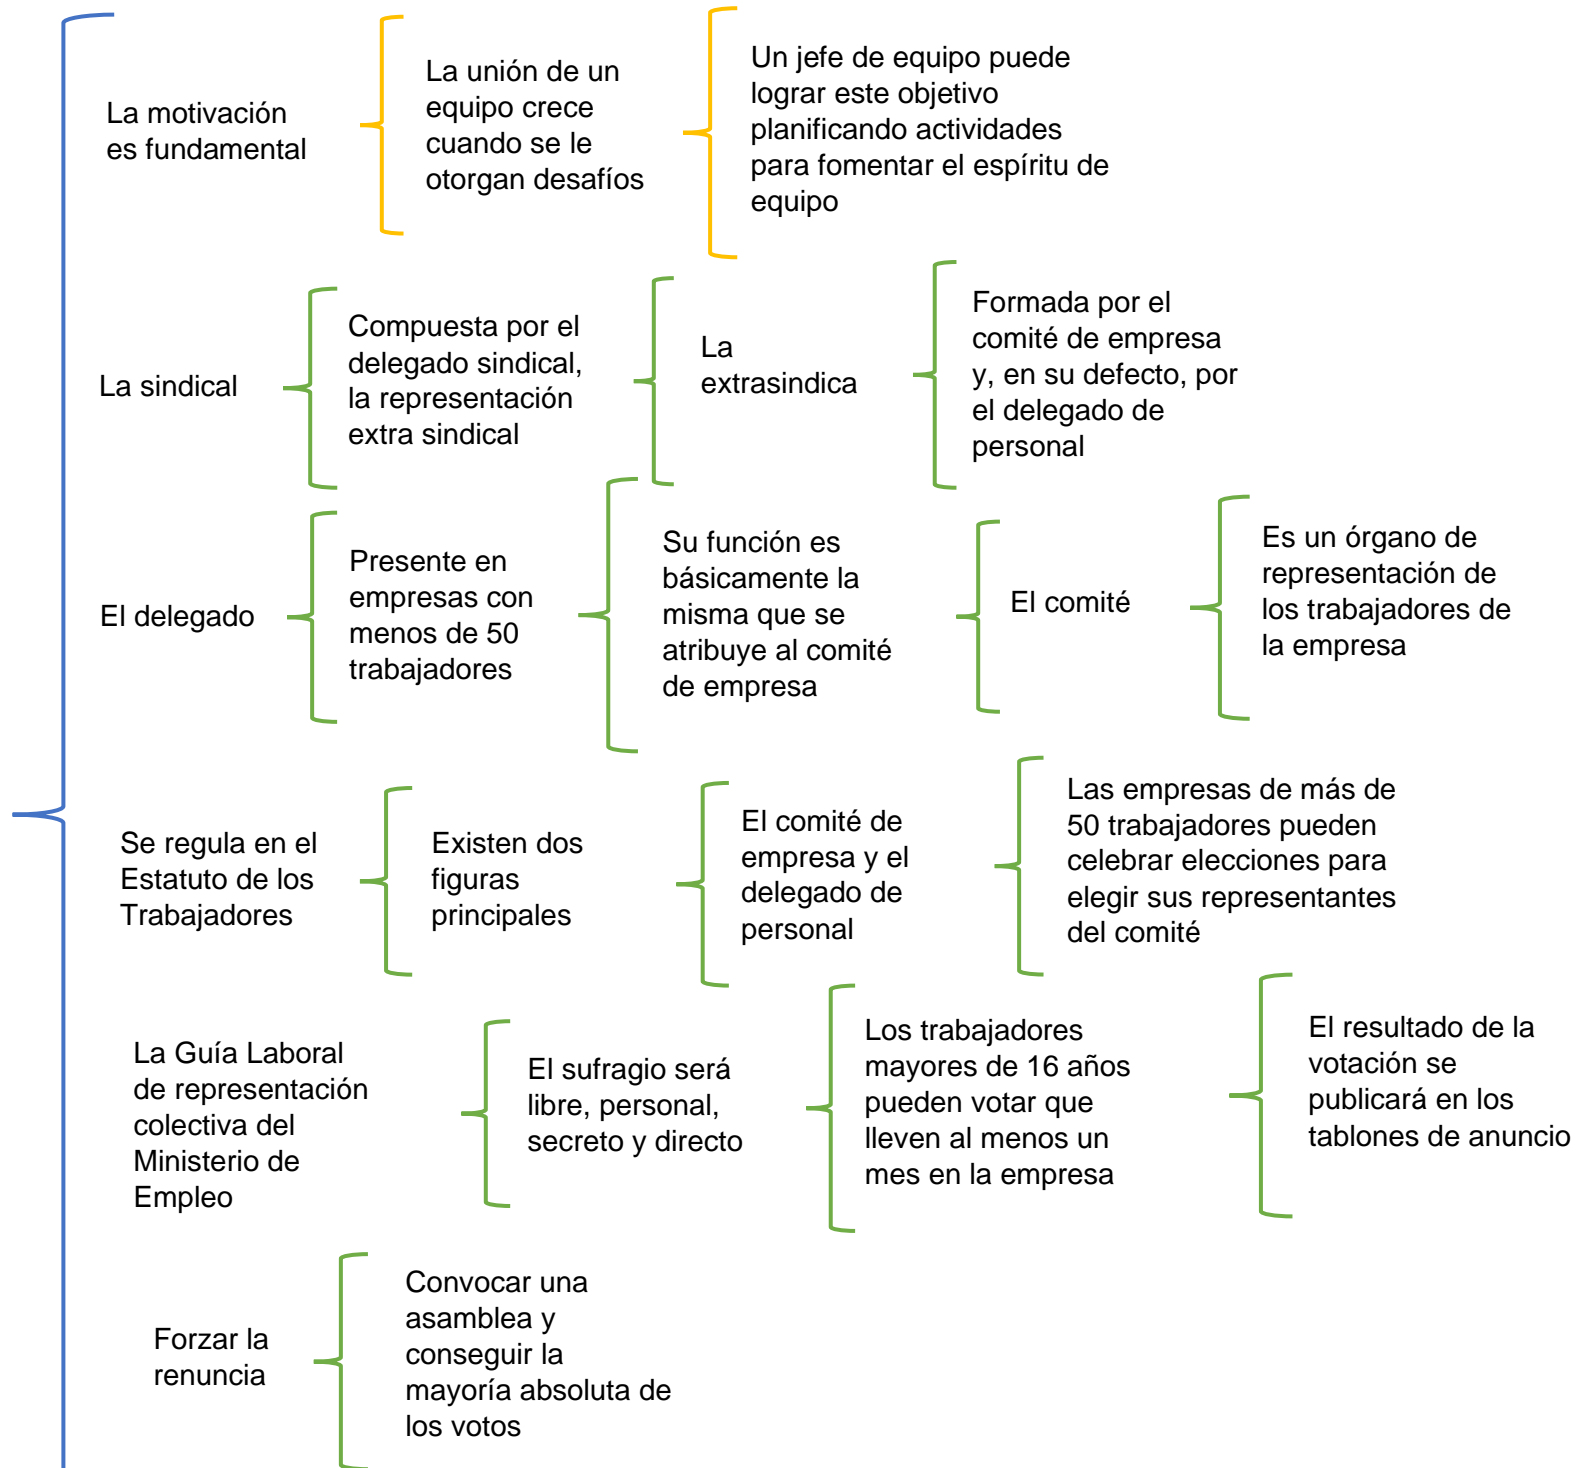 La motivación
es fundamental
La unión de un
equipo crece
cuando se le
otorgan desafíos
Un jefe de equipo puede
lograr este objetivo
planificando actividades
para fomentar el espíritu de
equipo
La sindical
Compuesta por el
delegado sindical,
la representación
extra sindical
La
extrasindica
Formada por el
comité de empresa
y, en su defecto, por
el delegado de
personal
El delegado
Presente en
empresas con
menos de 50
trabajadores
Su función es
básicamente la
misma que se
atribuye al comité
de empresa
El comité
Es un órgano de
representación de
los trabajadores de
la empresa
Se regula en el
Estatuto de los
Trabajadores
Existen dos
figuras
principales
El comité de
empresa y el
delegado de
personal
Las empresas de más de
50 trabajadores pueden
celebrar elecciones para
elegir sus representantes
del comité
La Guía Laboral
de representación
colectiva del
Ministerio de
Empleo
El sufragio será
libre, personal,
secreto y directo
Los trabajadores
mayores de 16 años
pueden votar que
lleven al menos un
mes en la empresa
El resultado de la
votación se
publicará en los
tablones de anuncio
Forzar la
renuncia
Convocar una
asamblea y
conseguir la
mayoría absoluta de
los votos